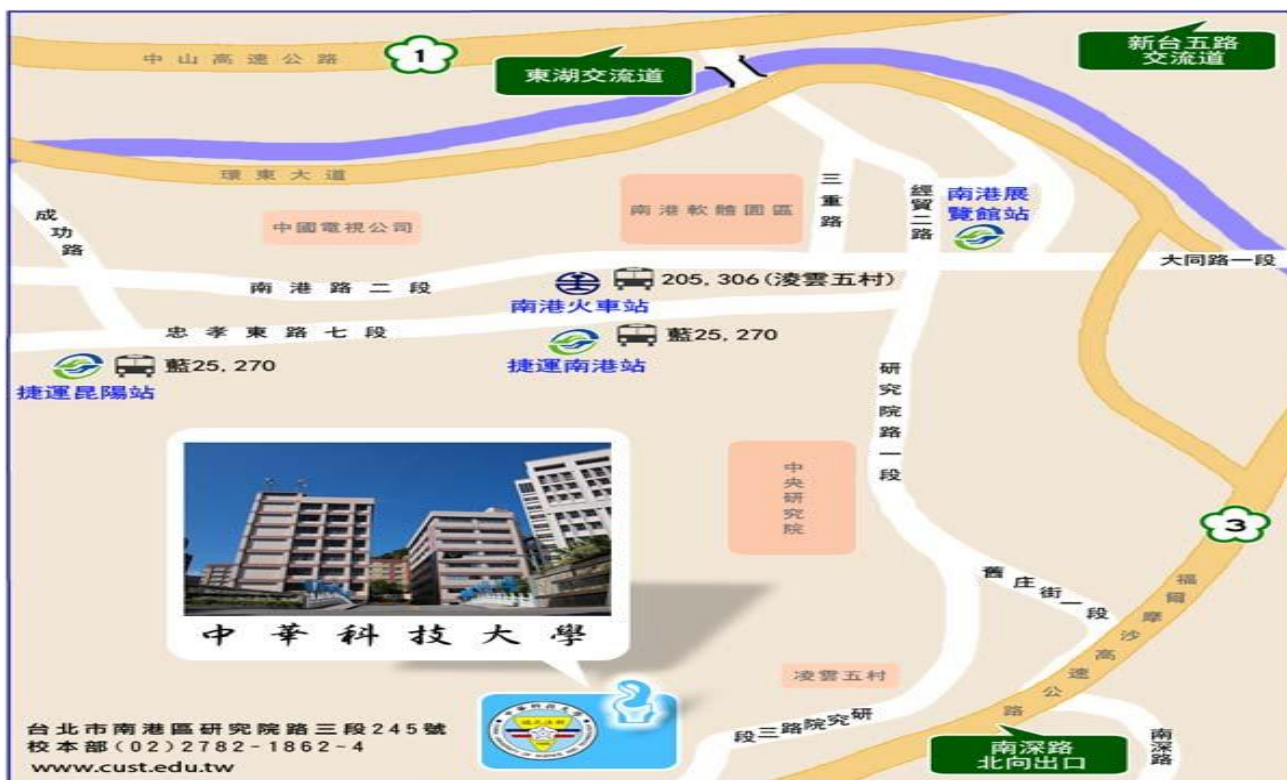 中山高速公路
1
東湖交流道
新台五路
交流道
環東大道
成功路
中國電視公司
南港軟體園區
三重路
經貿二路
南港展
覽館站
大同路一段
南港路二段
205, 306(淩雲五村)
南港火車站
忠孝東路七段
藍25, 270
捷運南港站
藍25, 270
捷運昆陽站
研究院路一段
中央研究院
3
舊庄街一段
福爾摩沙高速公路
中華科技大學
凌雲五村
研究院路三段
南深路
北向出口
南深路
台北市南港區研究院路三段245號
校本部(02)2782-1862~4
www.cust.edu.tw